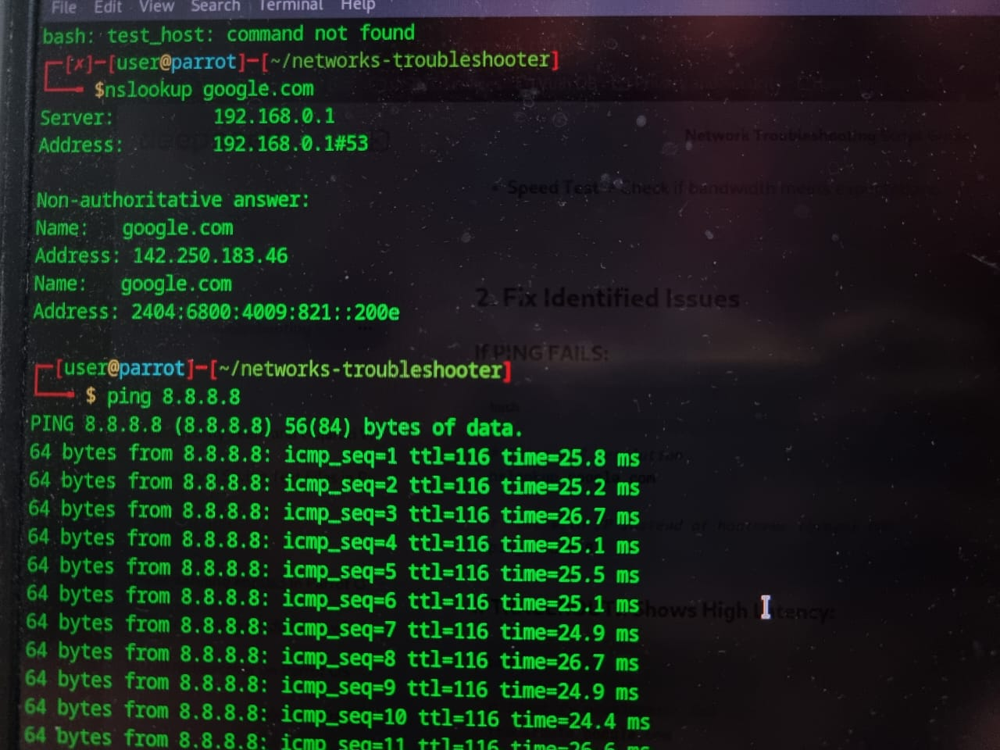 File Edit View Search Terminal Help
bash: test_host: command not found
[x]-[user@parrot]-[~/networks-troubleshooter]
$nslookup google.com
Server: 192.168.0.1
Address: 192.168.0.1#53
Non-authoritative answer:
Name: google.com
Address: 142.250.183.46
Name: google.com
Address: 2404:6800:4009:821::200e
[user@parrot]-[~/networks-troubleshooter]
$ ping 8.8.8.8
PING 8.8.8.8 (8.8.8.8) 56(84) bytes of data.
64 bytes from 8.8.8.8: icmp_seq=1 ttl=116 time=25.8 ms
64 bytes from 8.8.8.8: icmp_seq=2 ttl=116 time=25.2 ms
64 bytes from 8.8.8.8: icmp_seq=3 ttl=116 time=26.7 ms
64 bytes from 8.8.8.8: icmp_seq=4 ttl=116 time=25.1 ms
64 bytes from 8.8.8.8: icmp_seq=5 ttl=116 time=25.5 ms
64 bytes from 8.8.8.8: icmp_seq=6 ttl=116 time=25.1 ms
64 bytes from 8.8.8.8: icmp_seq=7 ttl=116 time=24.9 ms
64 bytes from 8.8.8.8: icmp_seq=8 ttl=116 time=26.7 ms
64 bytes from 8.8.8.8: icmp_seq=9 ttl=116 time=24.9 ms
64 bytes from 8.8.8.8: icmp_seq=10 ttl=116 time=24.4 ms
64 bytes from 8.8.8.8: icmp_seq=11 ttl=116 time=26.6 ms
Network Troubleshooting Script
Speed Test Check if bandwidth meets
2. Fix Identified Issues
If PING FAILS:
bash
Shows High Latency: